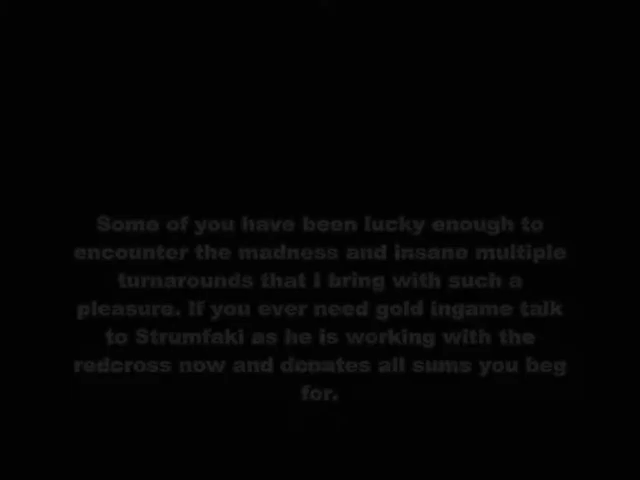 Some of you have been lucky enough to
encounter the madness and insane multiple
turnarounds that I bring with such a
pleasure. If you ever need gold ingame talk
to Strumfaki as he is working with the
redcross now and donates all sums you beg
for.